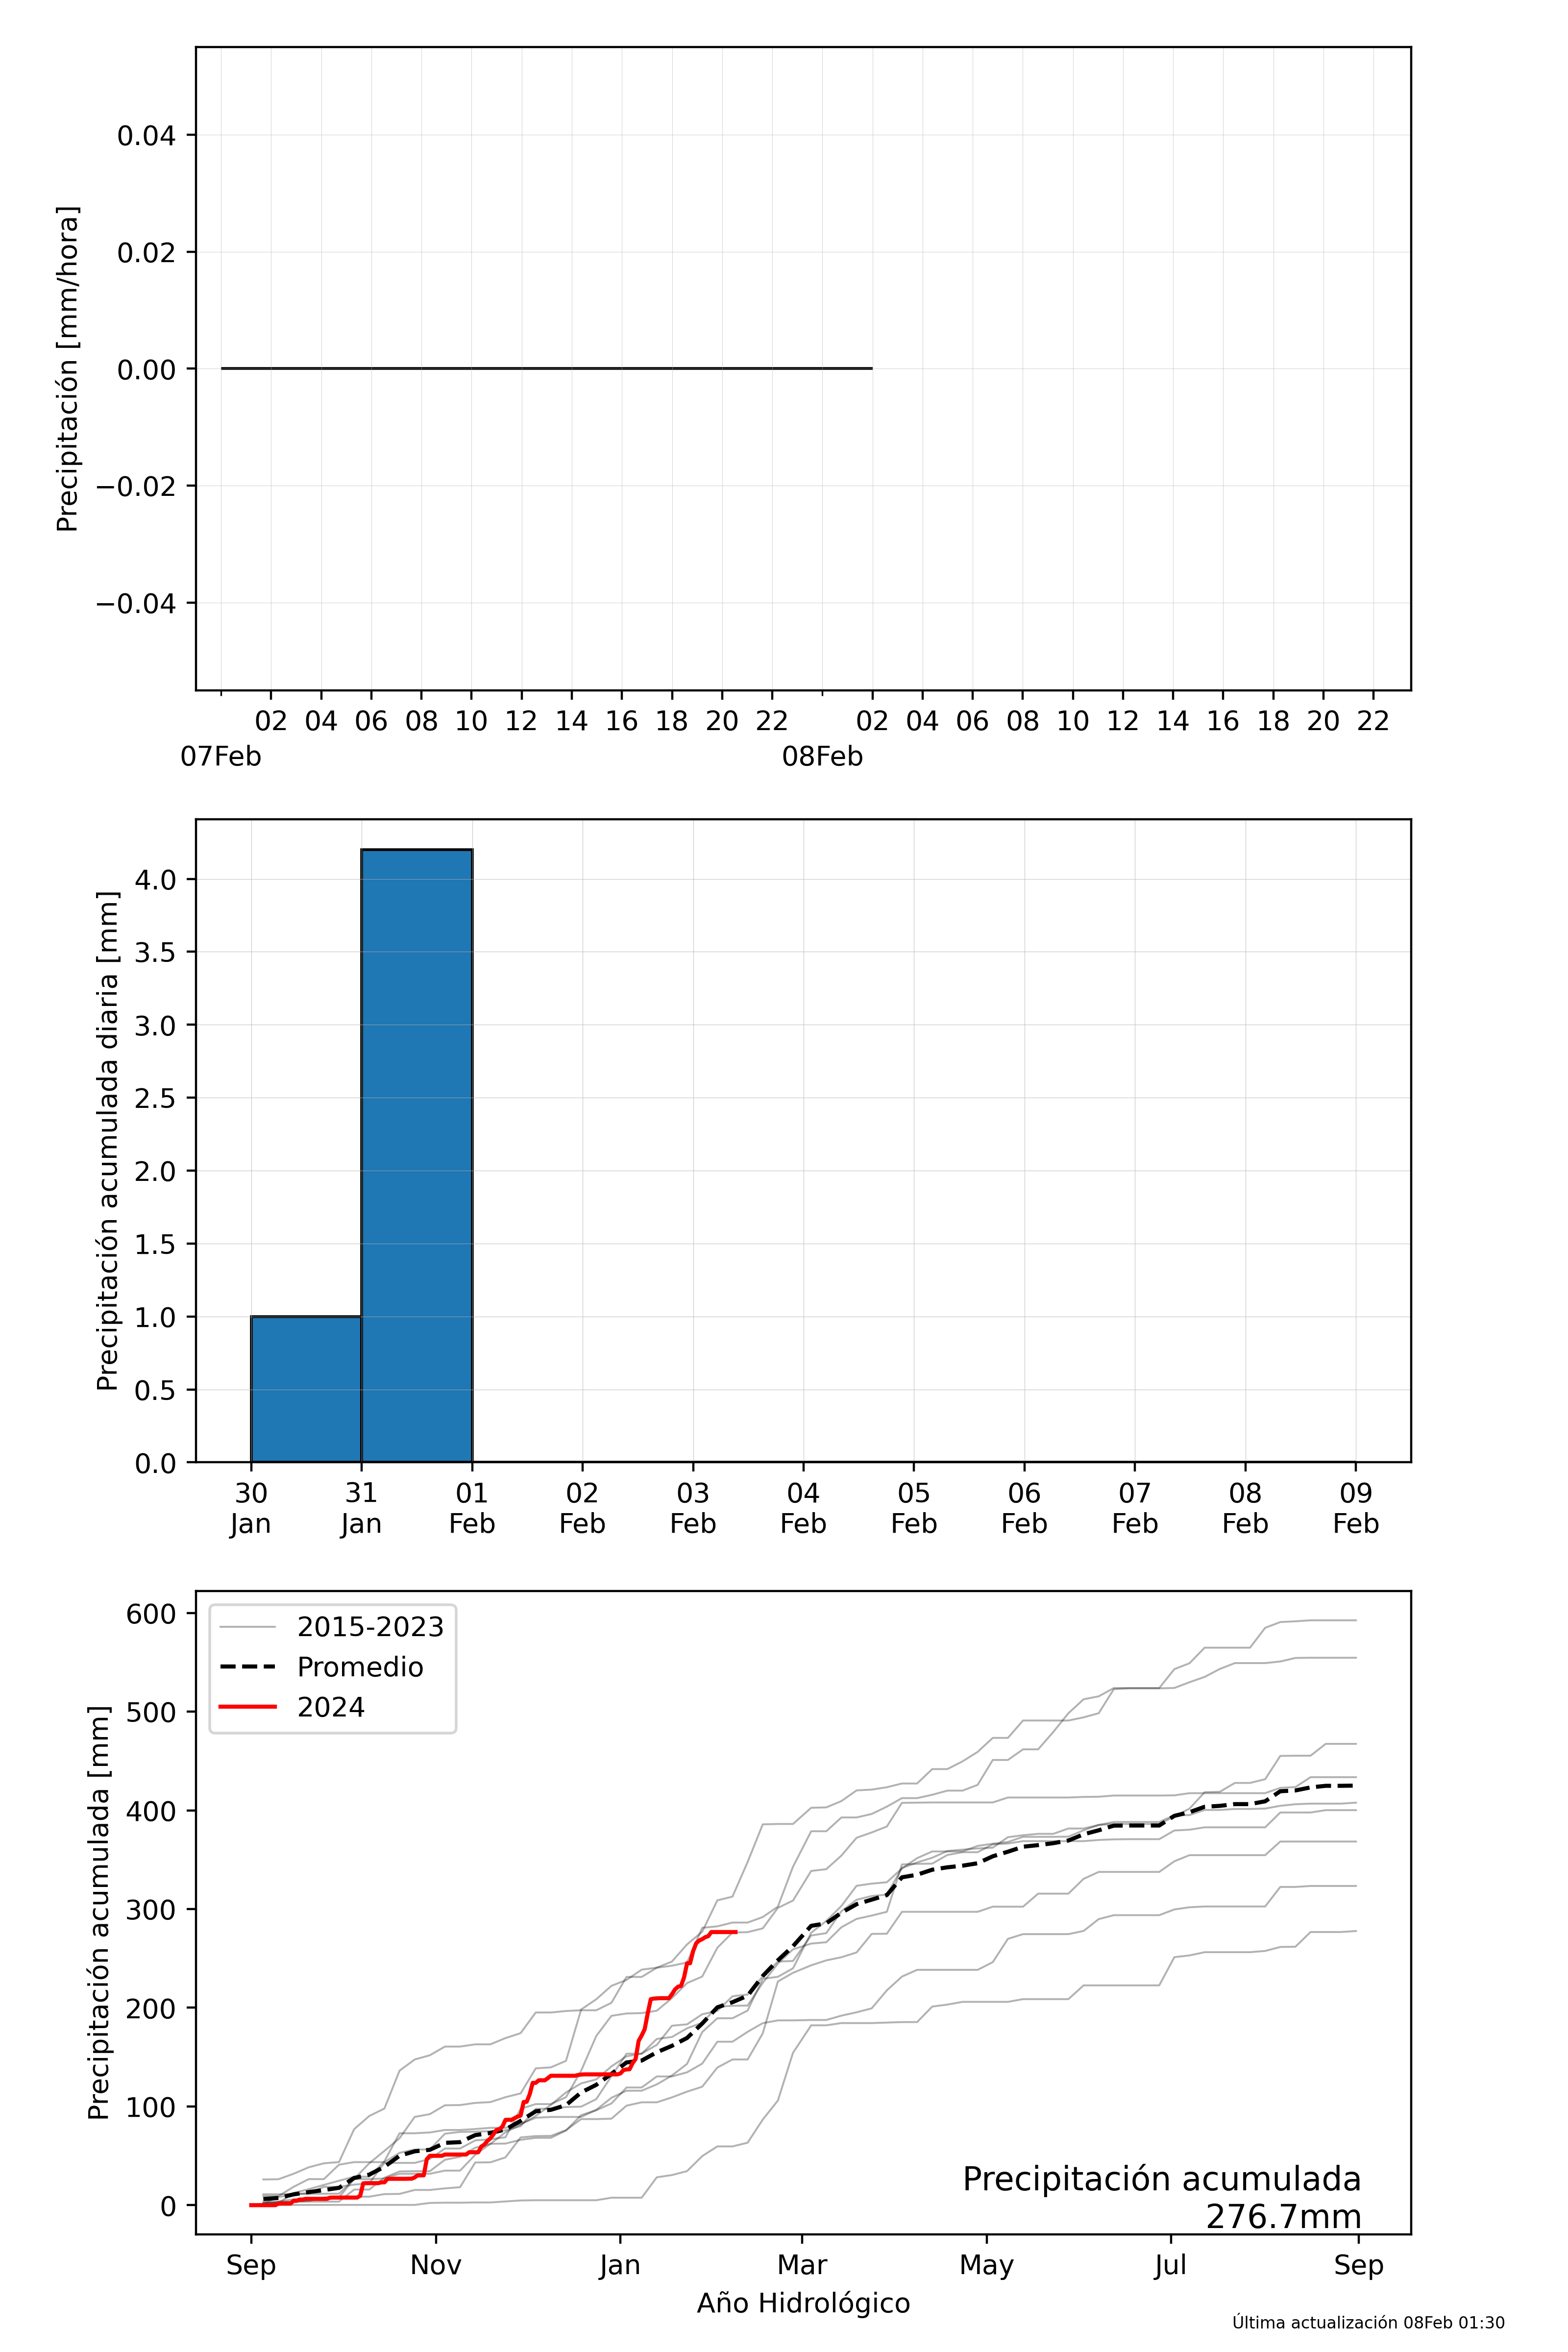 0.04
0.02
0.00
−0.02
−0.04
Precipitación [mm/hora]
02 04 06 08 10 12 14 16 18 20 22 02 04 06 08 10 12 14 16 18 20 22
07Feb 08Feb
4.0
3.5
3.0
2.5
2.0
1.5
1.0
0.5
0.0
Precipitación acumulada diaria [mm]
30 31 01 02 03 04 05 06 07 08 09
Jan Jan Feb Feb Feb Feb Feb Feb Feb Feb Feb
600
500
400
300
200
100
0
Precipitación acumulada [mm]
2015-2023
Promedio
2024
Precipitación acumulada
276.7mm
Sep Nov Jan Mar May Jul Sep
Año Hidrológico
Última actualización 08Feb 01:30